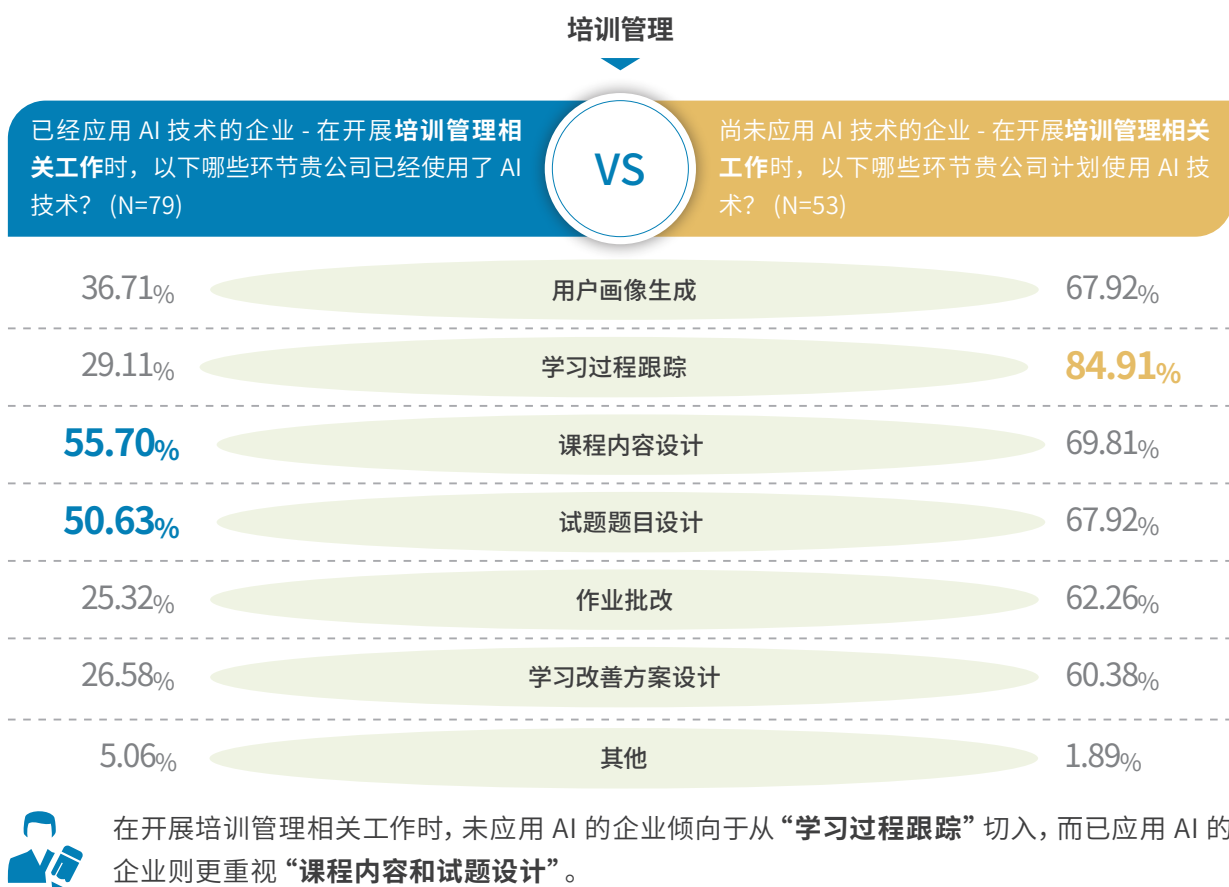 培训管理
已经应用 AI 技术的企业 - 在开展培训管理相
关工作时，以下哪些环节贵公司已经使用了 AI
技术？ (N=79)
VS
尚未应用 AI 技术的企业 - 在开展培训管理相关
工作时，以下哪些环节贵公司计划使用 AI 技
术？ (N=53)
36.71% 用户画像生成 67.92%
29.11% 学习过程跟踪 84.91%
55.70% 课程内容设计 69.81%
50.63% 试题题目设计 67.92%
25.32% 作业批改 62.26%
26.58% 学习改善方案设计 60.38%
5.06% 其他 1.89%
在开展培训管理相关工作时，未应用 AI 的企业倾向于从“学习过程跟踪”切入，而已应用 AI 的
企业则更重视“课程内容和试题设计”。